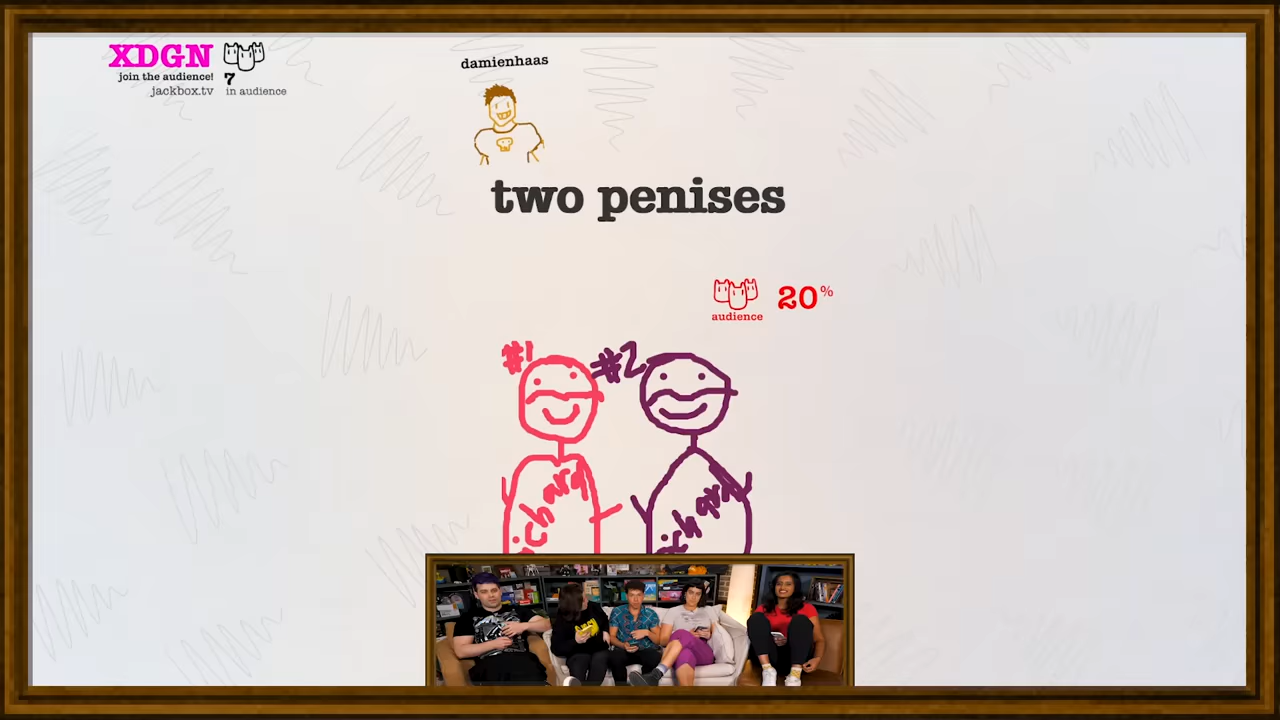 XDGN
join the audience!
jackbox.tv
7
in audience
damienhaas
two penises
audience
20%
#1
#2